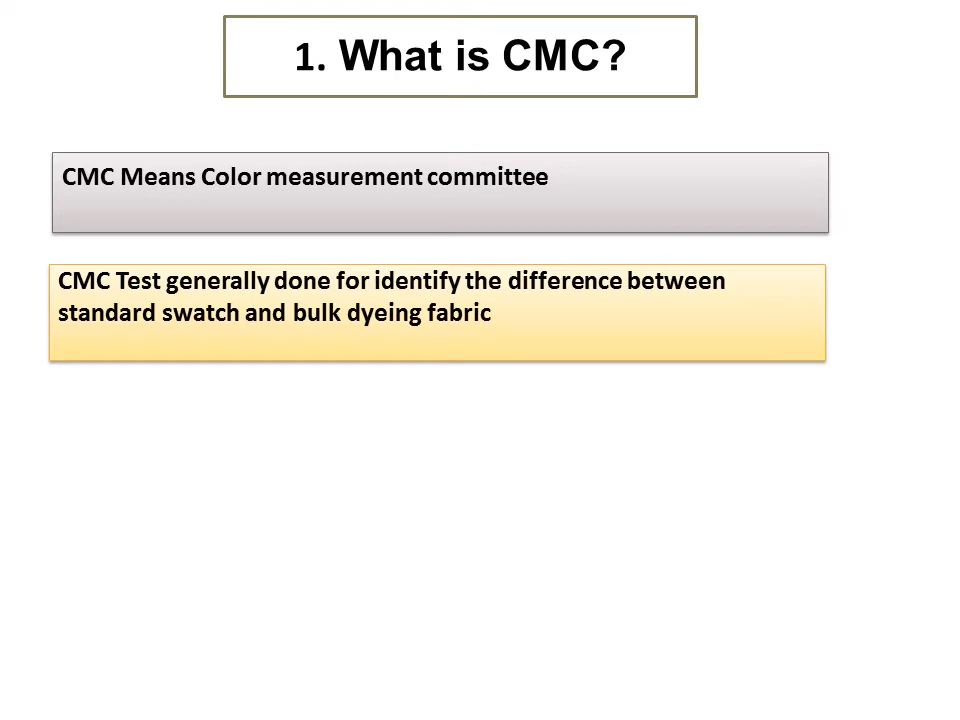 1. What is CMC?
CMC Means Color measurement committee
CMC Test generally done for identify the difference between
standard swatch and bulk dyeing fabric